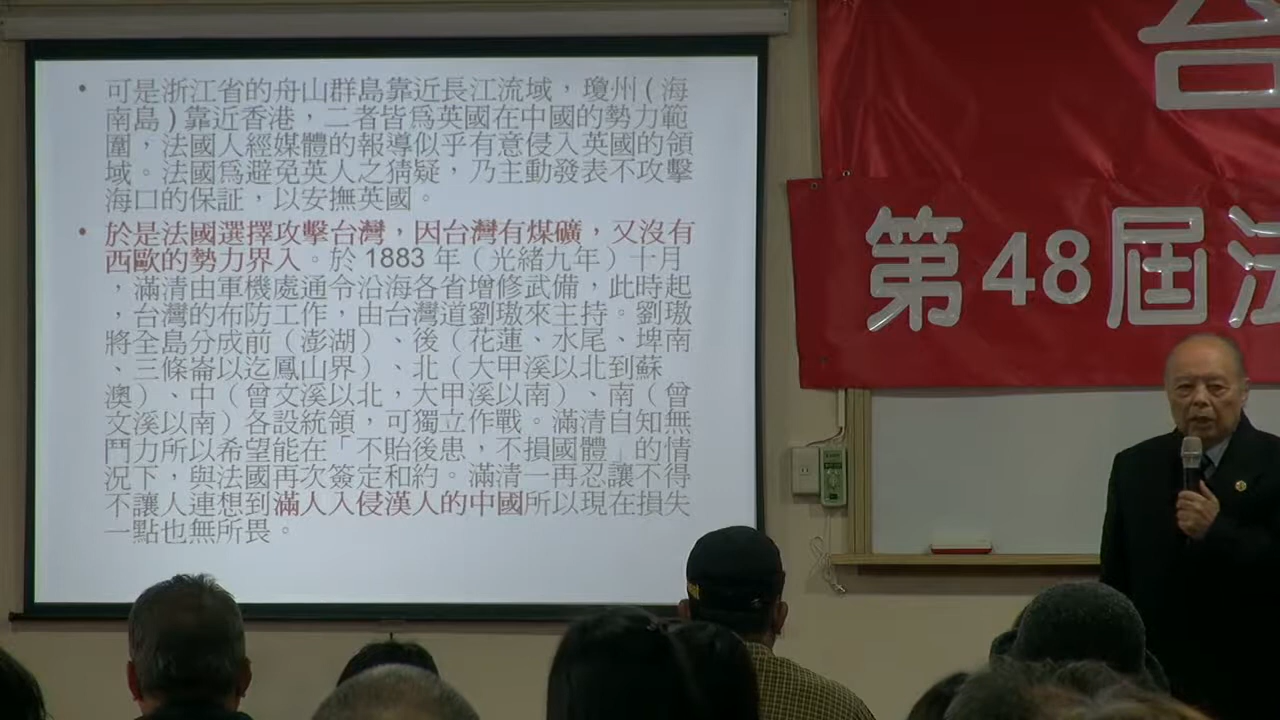 • 可是浙江省的舟山群島靠近長江流域，瓊州(海
南島)靠近香港，二者皆爲英國在中國的勢力範
圍，法國人經媒體的報導似乎有意侵入英國的領
域。法國爲避免英人之猜疑，乃主動發表不攻擊
海口的保証，以安撫英國。
• 於是法國選擇攻擊台灣，因台灣有煤礦，又沒有
西歐的勢力界入。於 1883 年（光緒九年）十月
，滿清由軍機處通令沿海各省增修武備，此時起
，台灣的布防工作，由台灣道劉璈來主持。劉璈
將全島分成前（澎湖）、後（花蓮、水尾、埤南
、三條崙以迄鳳山界）、北（大甲溪以北到蘇
澳）、中（曾文溪以北，大甲溪以南）、南（曾
文溪以南）各設統領，可獨立作戰。滿清自知無
鬥力所以希望能在「不貽後患，不損國體」的情
況下，與法國再次簽定和約。滿清一再忍讓不得
不讓人連想到滿人入侵漢人的中國所以現在損失
一點也無所畏。
台
第48屆法